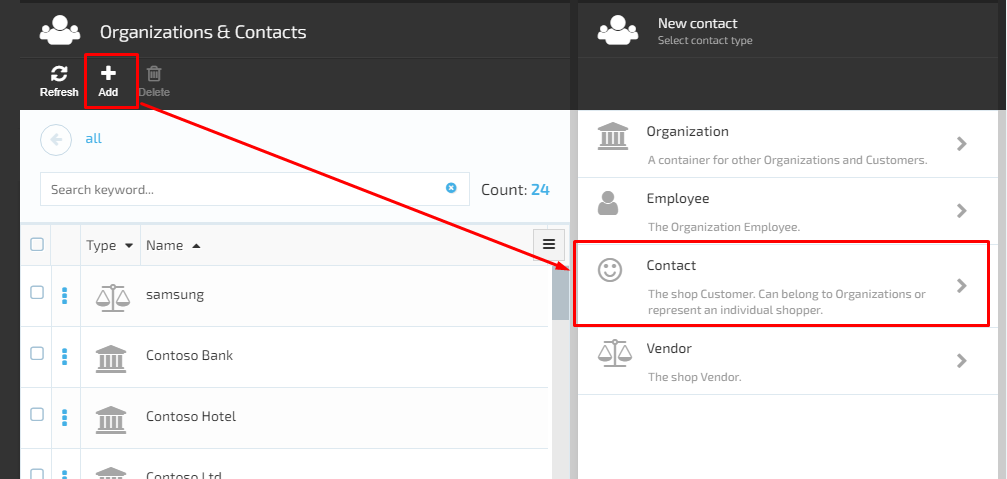 Organizations & Contacts
Refresh
Add
Delete
all
Search keyword...
Count: 24
Type
Name
samsung
Contoso Bank
Contoso Hotel
Contoso Ltd
New contact
Select contact type
Organization
A container for other Organizations and Customers.
Employee
The Organization Employee.
Contact
The shop Customer. Can belong to Organizations or
represent an individual shopper.
Vendor
The shop Vendor.